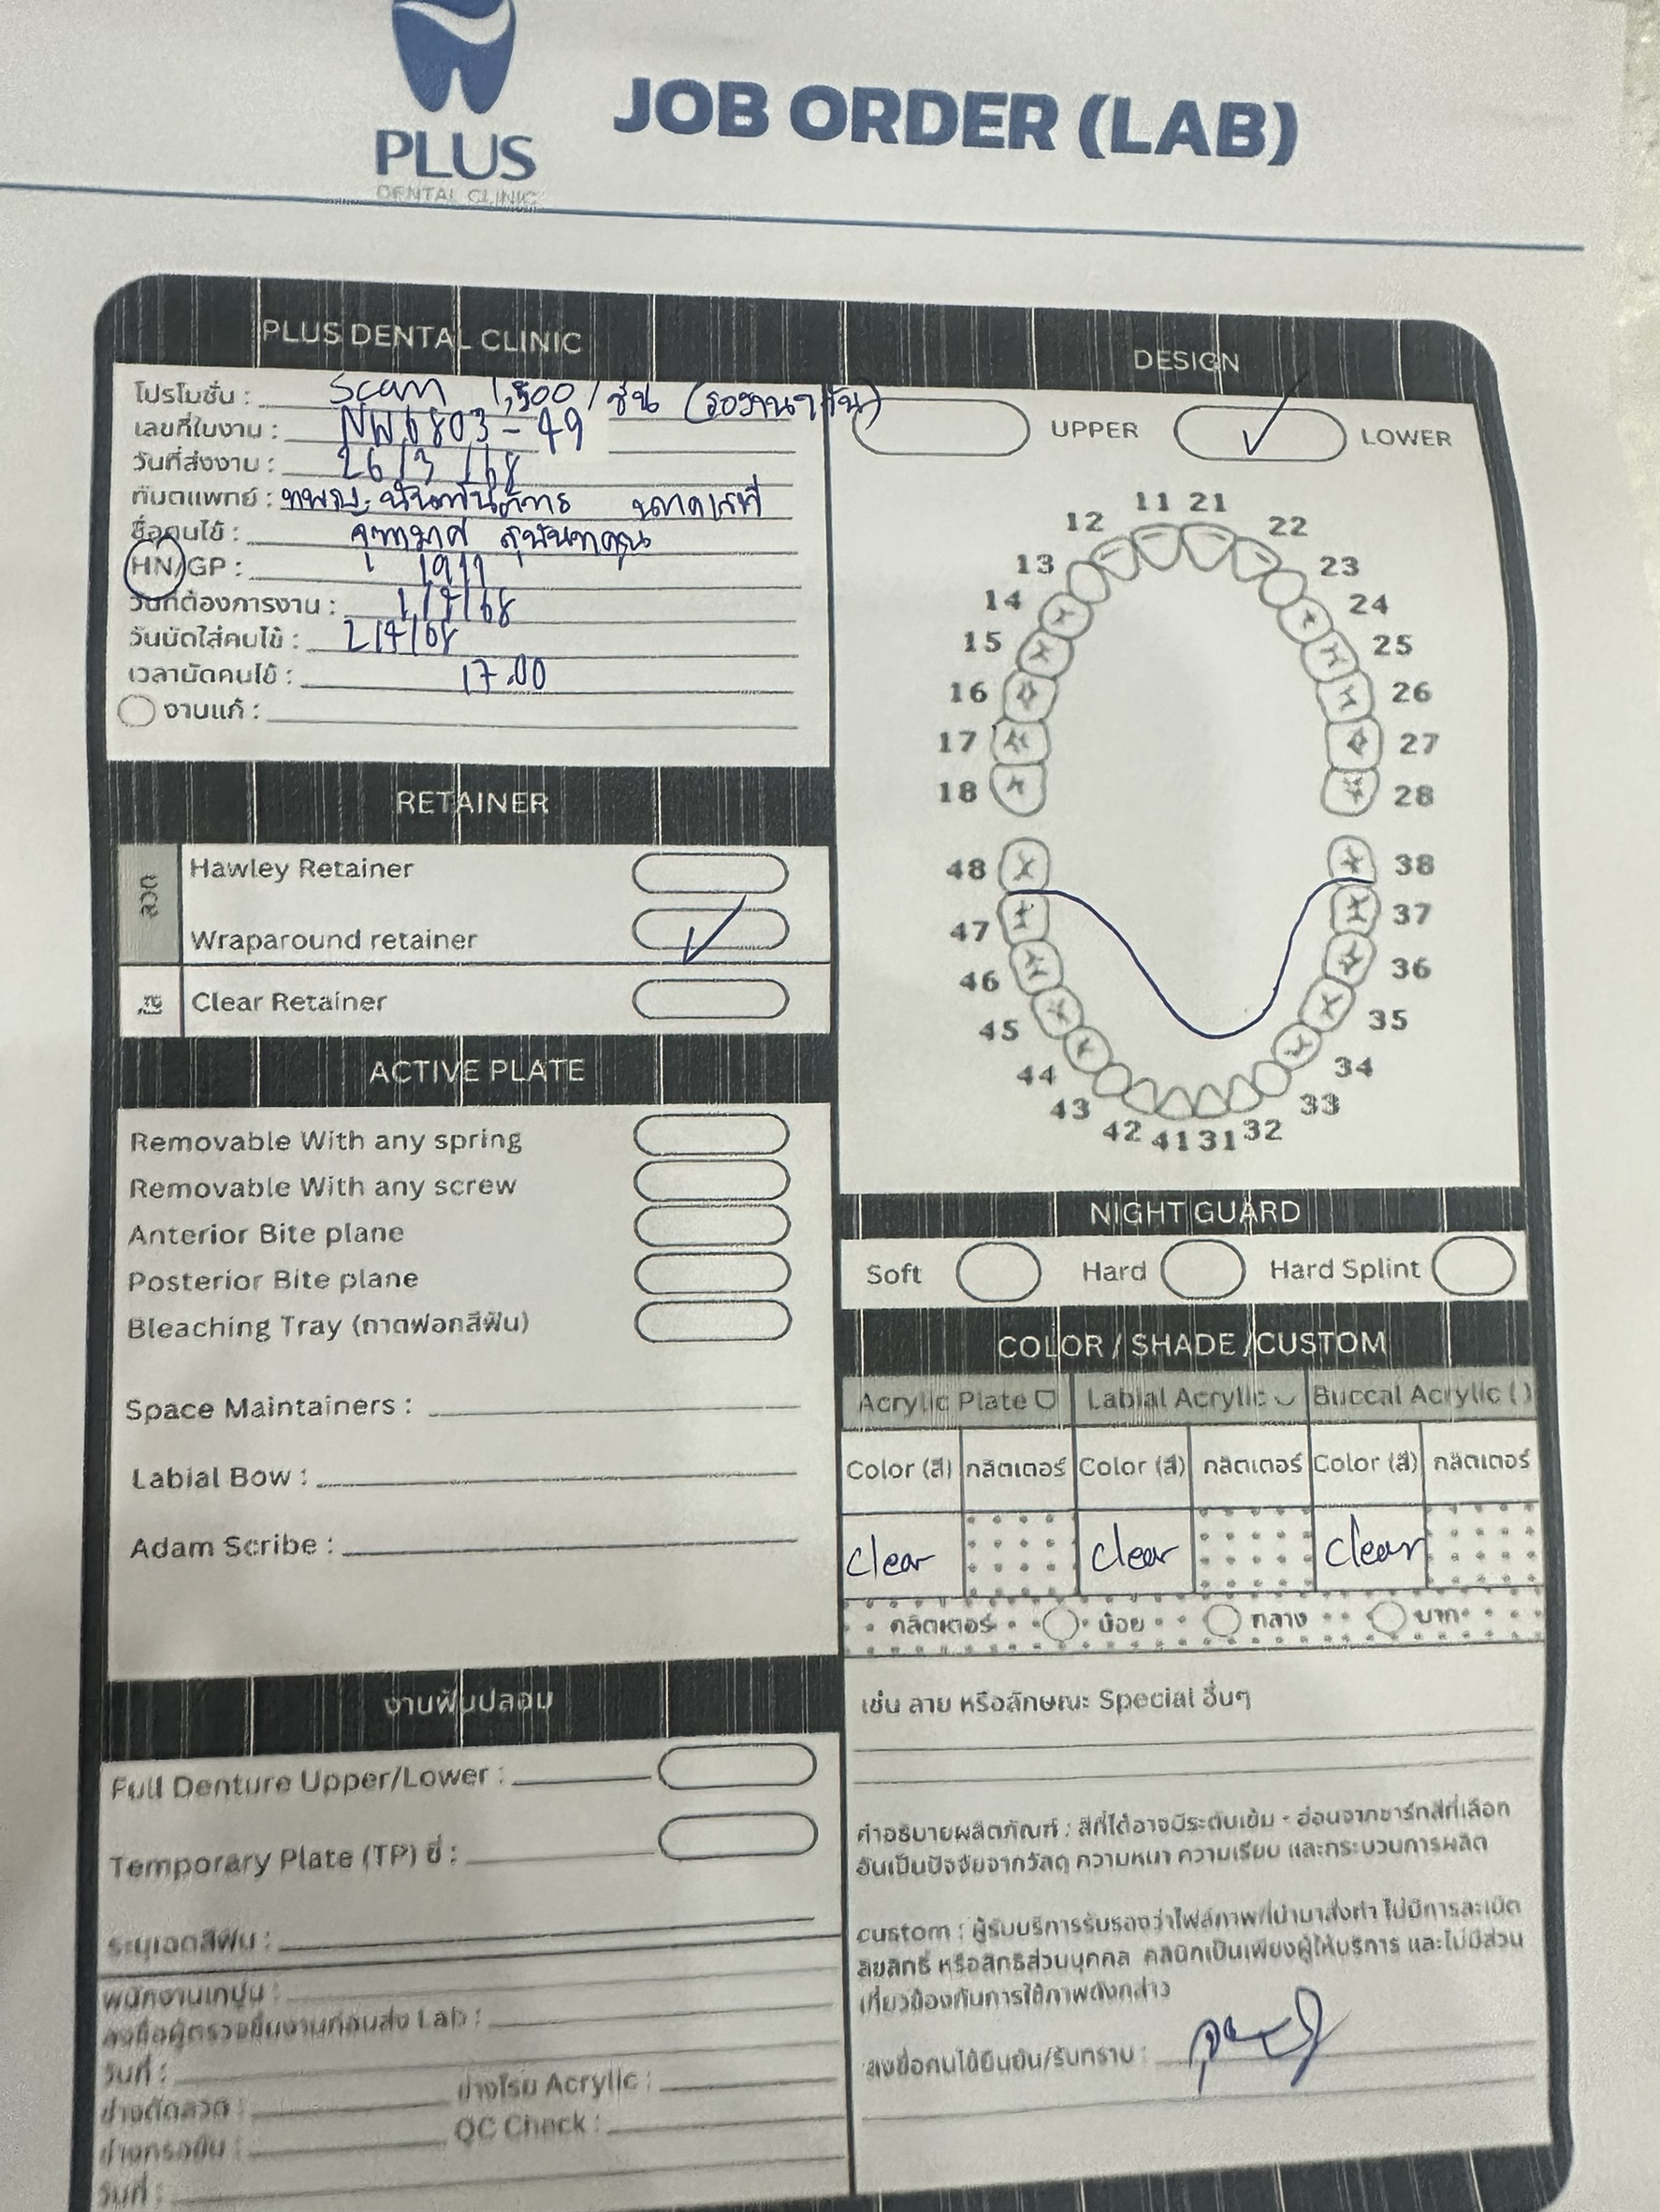 PLUS
DENTAL CLINIC
JOB ORDER (LAB)
PLUS DENTAL CLINIC
โปรโมชั่น : Scan 1,500 / ชิ้น
เลขที่ใบงาน : NW6803-49
วันที่ส่งงาน : 26/3/68
ทันตแพทย์ : ทพญ.
ชื่อคนไข้ :
HN/GP : 1911
วันที่ต้องการงาน : 1/4/68
วันนัดใส่คนไข้ : 2/4/68
เวลานัดคนไข้ : 17.00
งานแก้ :
RETAINER
ลวด
Hawley Retainer
Wraparound retainer
ใส
Clear Retainer
ACTIVE PLATE
Removable With any spring
Removable With any screw
Anterior Bite plane
Posterior Bite plane
Bleaching Tray (ถาดฟอกสีฟัน)
Space Maintainers :
Labial Bow :
Adam Scribe :
งานฟันปลอม
Full Denture Upper/Lower :
Temporary Plate (TP) ซี่ :
ระบุเฉดสีฟัน :
พนักงานเทปูน :
ลงชื่อผู้ตรวจชิ้นงานก่อนส่ง Lab :
วันที่ :
ช่างดัดลวด : ช่างโรย Acrylic :
ช่างกรอขัด : QC Check :
วันที่ :
DESIGN
UPPER LOWER
11 21
12 22
13 23
14 24
15 25
16 26
17 27
18 28
48 38
47 37
46 36
45 35
44 34
43 33
42 41 31 32
NIGHT GUARD
Soft Hard Hard Splint
COLOR / SHADE /CUSTOM
Acrylic Plate Labial Acrylic Buccal Acrylic ( )
Color (สี) กลิตเตอร์ Color (สี) กลิตเตอร์ Color (สี) กลิตเตอร์
clear clear clear
กลิตเตอร์ น้อย กลาง มาก
เช่น ลาย หรือลักษณะ Special อื่นๆ
คำอธิบายผลิตภัณฑ์ : สีที่ได้อาจมีระดับเข้ม - อ่อนจากชาร์ทสีที่เลือก
อันเป็นปัจจัยจากวัสดุ ความหนา ความเรียบ และกระบวนการผลิต
custom : ผู้รับบริการรับรองว่าไฟล์ภาพที่นำมาส่งทำ ไม่มีการละเมิด
ลิขสิทธิ์ หรือสิทธิส่วนบุคคล คลินิกเป็นเพียงผู้ให้บริการ และไม่มีส่วน
เกี่ยวข้องกับการใช้ภาพดังกล่าว
ลงชื่อคนไข้ยืนยัน/รับทราบ :